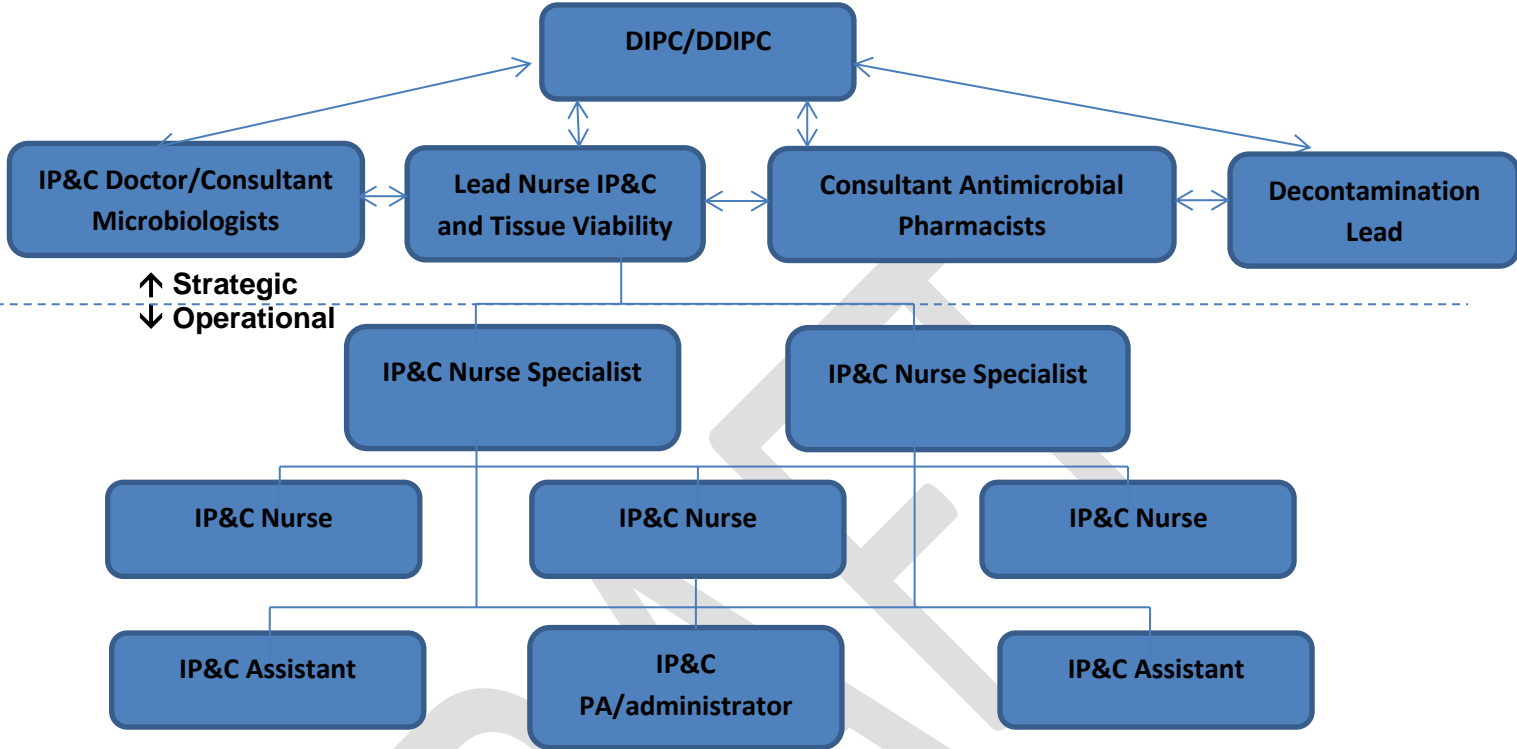 DIPC/DDIPC
IP&C Doctor/Consultant
Microbiologists
Lead Nurse IP&C
and Tissue Viability
Consultant Antimicrobial
Pharmacists
Decontamination
Lead
↑ Strategic
↓ Operational
IP&C Nurse Specialist
IP&C Nurse Specialist
IP&C Nurse
IP&C Nurse
IP&C Nurse
IP&C Assistant
IP&C
PA/administrator
IP&C Assistant